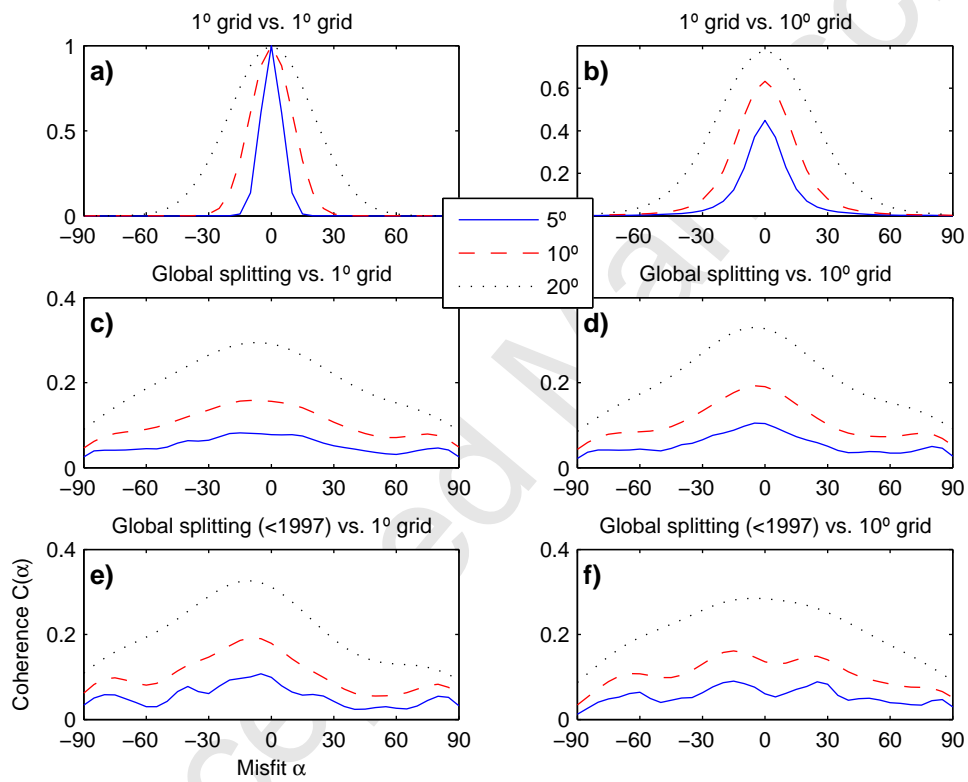 1º grid vs. 1º grid
1º grid vs. 10º grid
a)
1
0.5
0
−90 −60 −30 0 30 60
b)
0.6
0.4
0.2
−60 −30 0 30 60 90
5º
10º
20º
Global splitting vs. 1º grid
Global splitting vs. 10º grid
c)
0.4
0.2
0
−90 −60 −30 0 30 60 90
d)
0.2
0
−90 −60 −30 0 30 60 90
Global splitting (<1997) vs. 1º grid
Global splitting (<1997) vs. 10º grid
e)
0.4
0.2
0
−90 −60 −30 0 30 60 90
f)
0.4
0.2
0
−90 −60 −30 0 30 60 90
Coherence C(α)
Misfit α